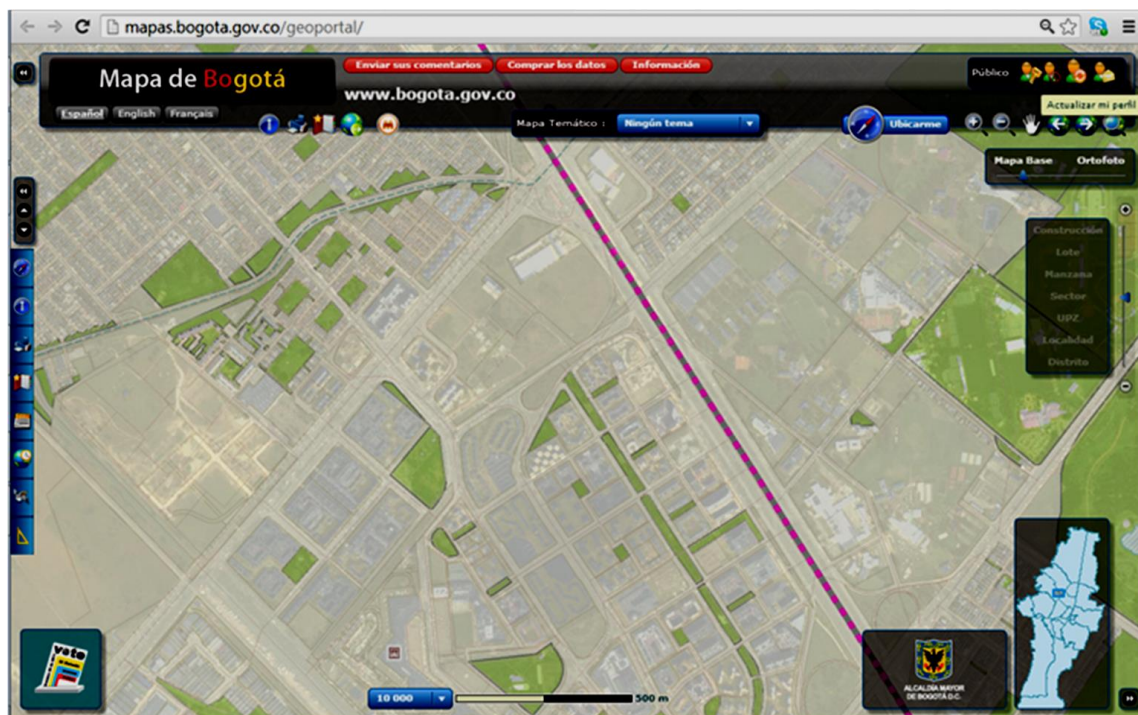 mapas.bogota.gov.co/geoportal/
Mapa de Bogotá
Enviar sus comentarios
Comprar los datos
Información
www.bogota.gov.co
Público
Actualizar mi perfil
Español
English
Français
Mapa Temático :
Ningún tema
Ubicarme
Mapa Base
Ortofoto
Construcción
Lote
Manzana
Sector
UPZ
Localidad
Distrito
voto
ALCALDÍA MAYOR
DE BOGOTÁ D.C.
10 000
500 m